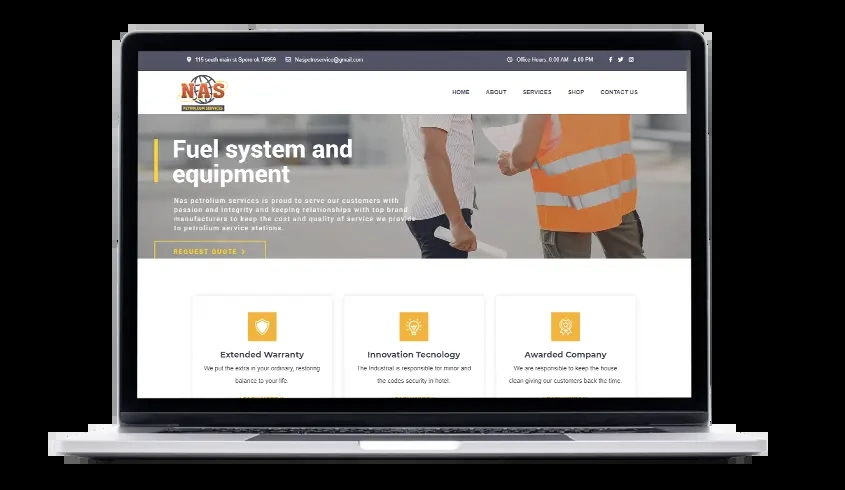 115 south main st Spero ok 74959 Naspetroservice@gmail.com Office Hours, 8.00 AM - 4.00 PM
NAS
PETROLIUM SERVICES
HOME ABOUT SERVICES SHOP CONTACT US
Fuel system and
equipment
Nas petrolium services is proud to serve our customers with
passion and integrity and keeping relationships with top brand
manufacturers to keep the cost and quality of service we provide
to petrolium service stations.
REQUEST QUOTE
Extended Warranty
We put the extra in your ordinary, restoring
balance to your life.
Innovation Tecnology
The Industrial is responsible for minor and
the codes security in hotel.
Awarded Company
We are responsible to keep the house
clean giving our customers back the time.